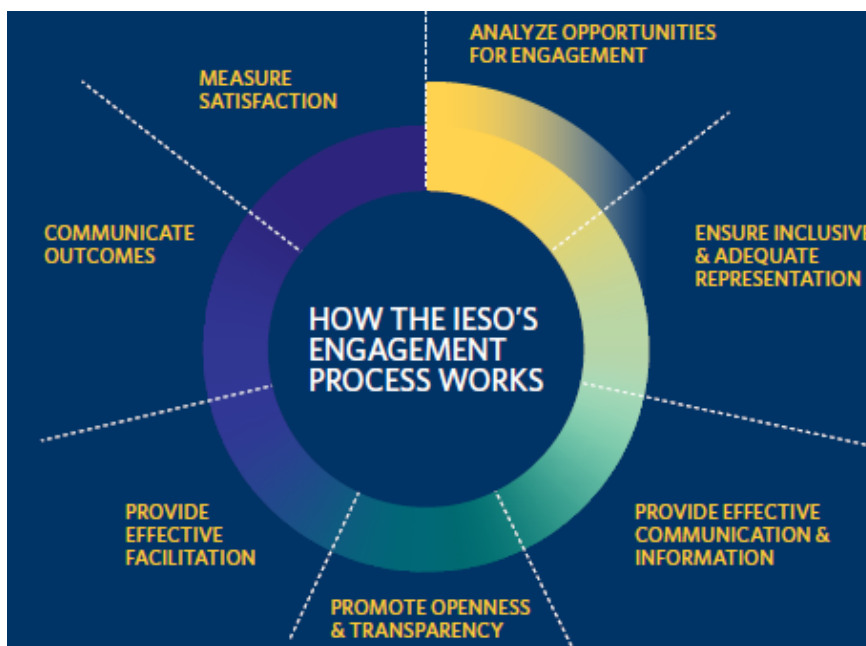 ANALYZE OPPORTUNITIES
FOR ENGAGEMENT
MEASURE
SATISFACTION
COMMUNICATE
OUTCOMES
ENSURE INCLUSIVE
& ADEQUATE
REPRESENTATION
HOW THE IESO'S
ENGAGEMENT
PROCESS WORKS
PROVIDE
EFFECTIVE
FACILITATION
PROVIDE EFFECTIVE
COMMUNICATION &
INFORMATION
PROMOTE OPENNESS
& TRANSPARENCY